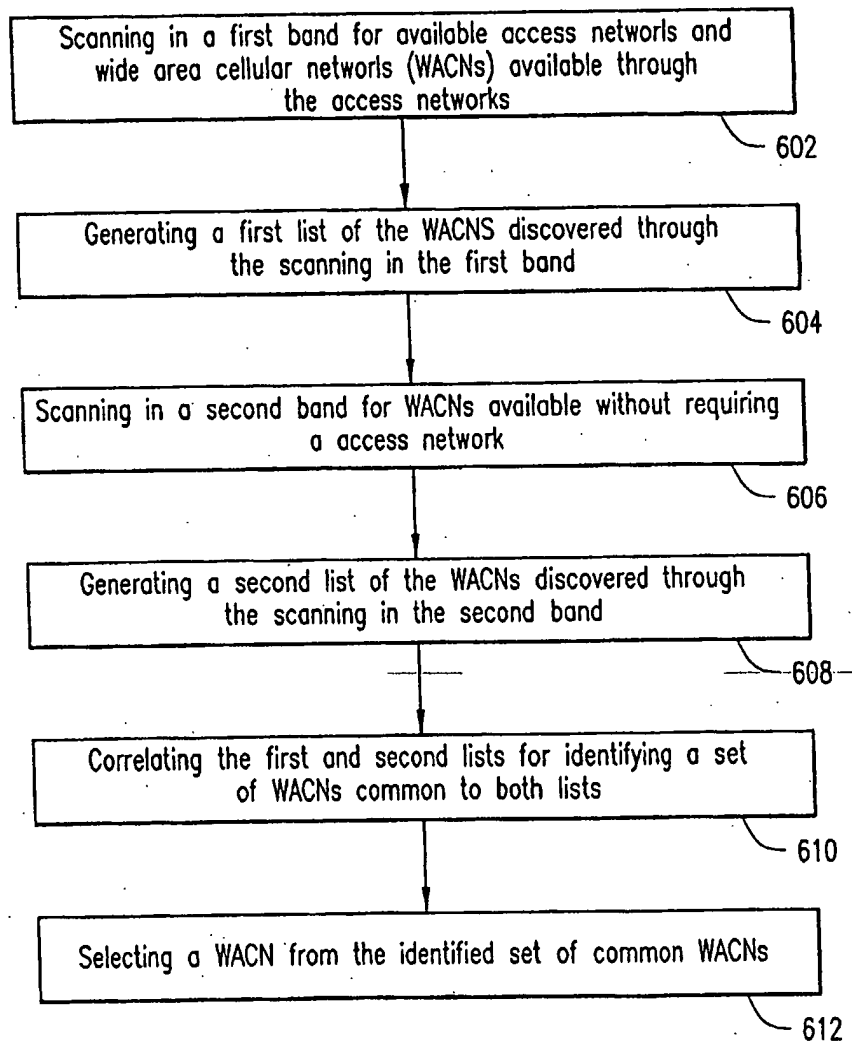 Scanning in a first band for available access networls and
wide area cellular networls (WACNs) available through
the access networks
602
Generating a first list of the WACNS discovered through
the scanning in the first band
604
Scanning in a second band for WACNs available without requiring
a access network
606
Generating a second list of the WACNs discovered through
the scanning in the second band
608
Correlating the first and second lists for identifying a set
of WACNs common to both lists
610
Selecting a WACN from the identified set of common WACNs
612